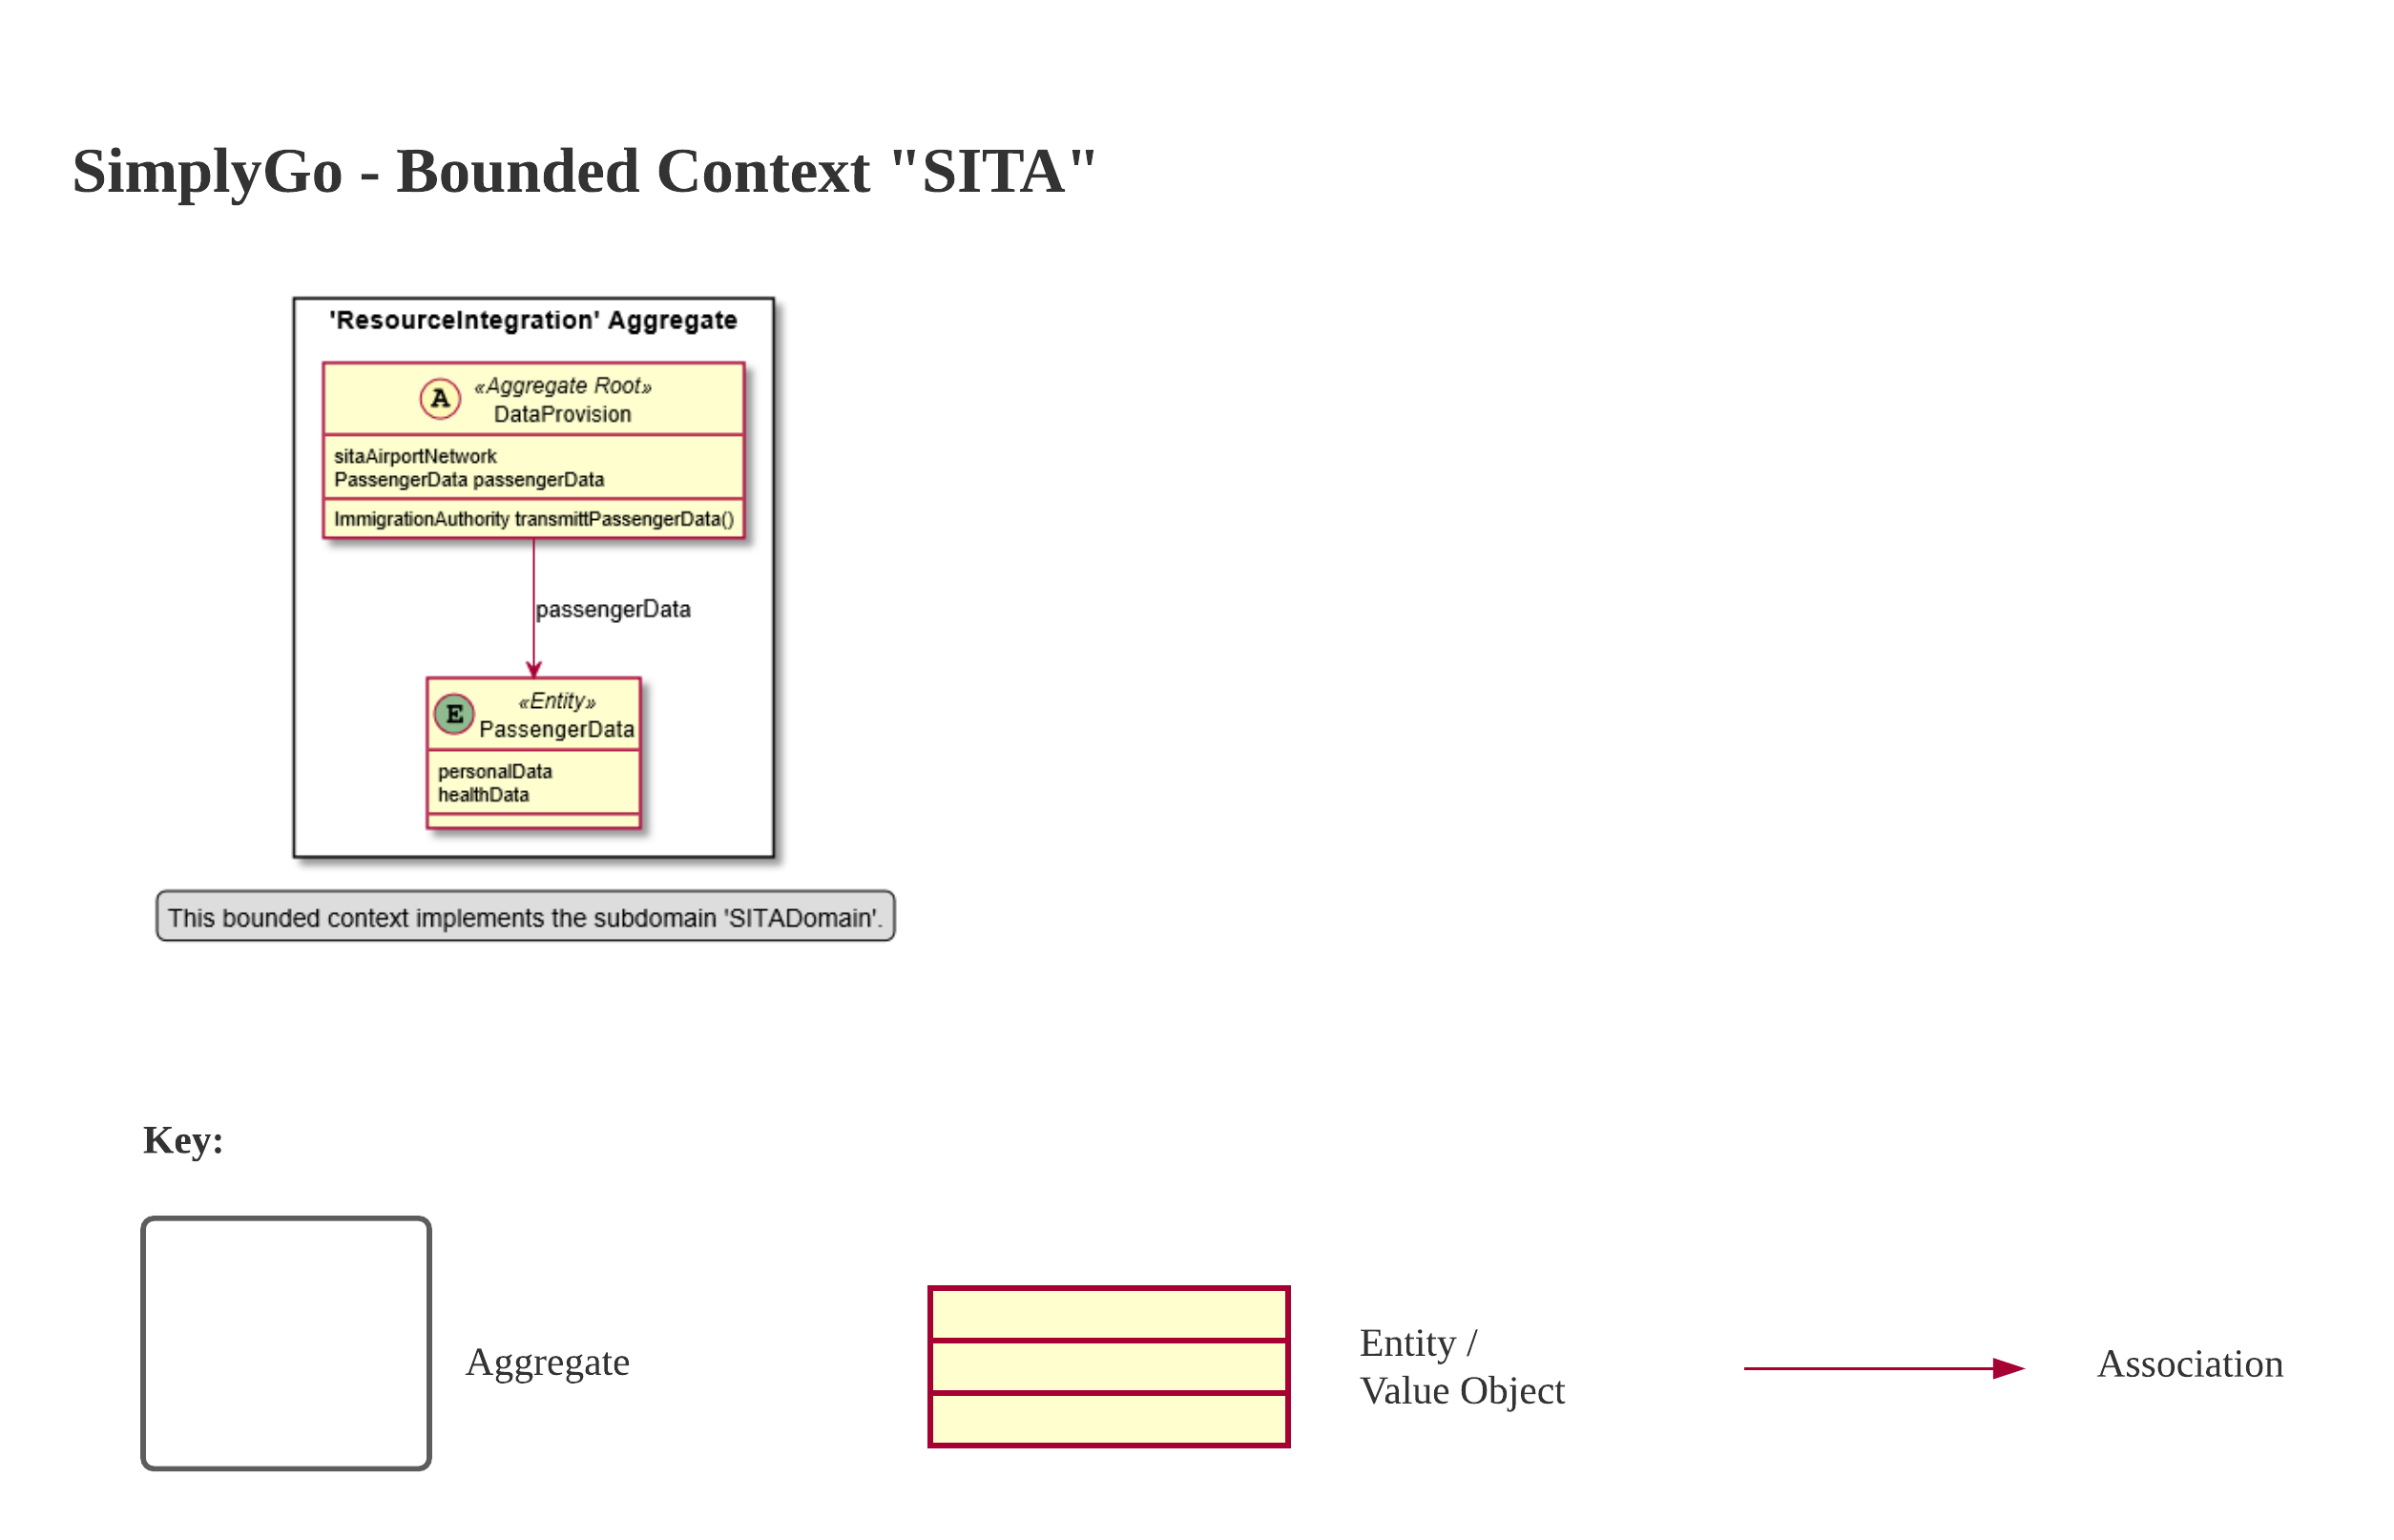 SimplyGo - Bounded Context "SITA"
'ResourceIntegration' Aggregate
A
«Aggregate Root»
DataProvision
sitaAirportNetwork
PassengerData passengerData
ImmigrationAuthority transmittPassengerData()
passengerData
E
«Entity»
PassengerData
personalData
healthData
This bounded context implements the subdomain 'SITADomain'.
Key:
Aggregate
Entity /
Value Object
Association